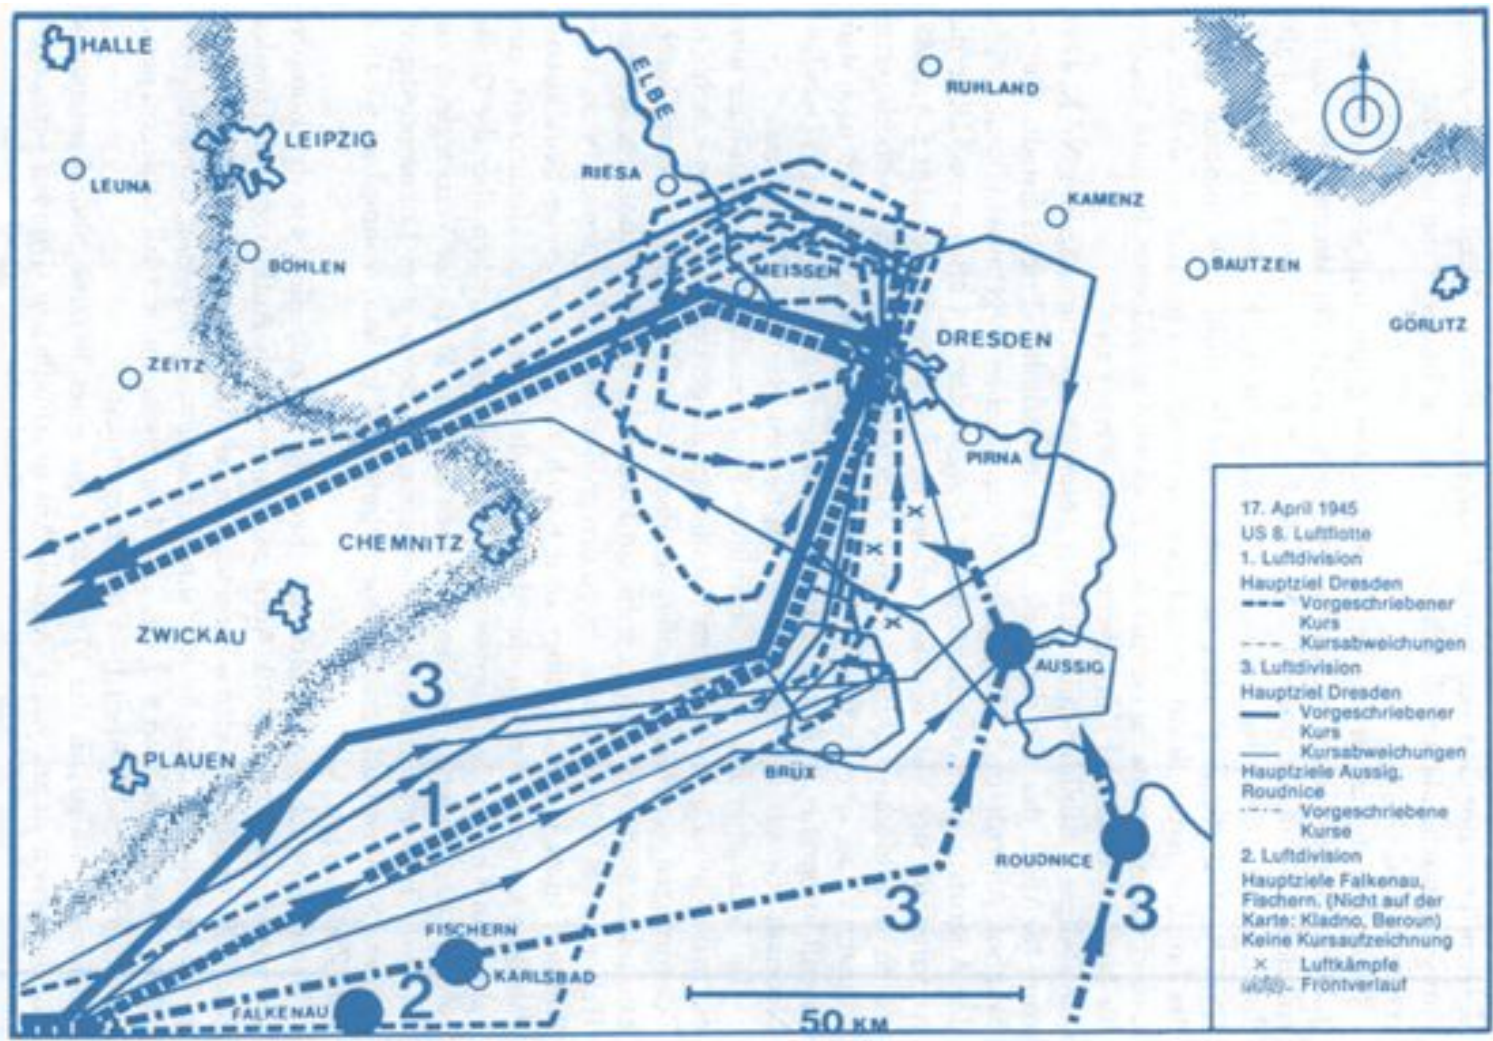 HALLE
ELBE
RUHLAND
LEIPZIG
LEUNA
RIESA
KAMENZ
BÖHLEN
MEISSEN
BAUTZEN
GÖRLITZ
DRESDEN
ZEITZ
PIRNA
CHEMNITZ
ZWICKAU
AUSSIG
3
PLAUEN
BRÜX
1
ROUDNICE
3
3
FISCHERN
KARLSBAD
2
FALKENAU
50 KM
17. April 1945
US 8. Luftflotte
1. Luftdivision
Hauptziel Dresden
Vorgeschriebener
Kurs
Kursabweichungen
3. Luftdivision
Hauptziel Dresden
Vorgeschriebener
Kurs
Kursabweichungen
Hauptziele Aussig,
Roudnice
Vorgeschriebene
Kurse
2. Luftdivision
Hauptziele Falkenau,
Fischern. (Nicht auf der
Karte: Kladno, Beroun)
Keine Kursaufzeichnung
Luftkämpfe
Frontverlauf